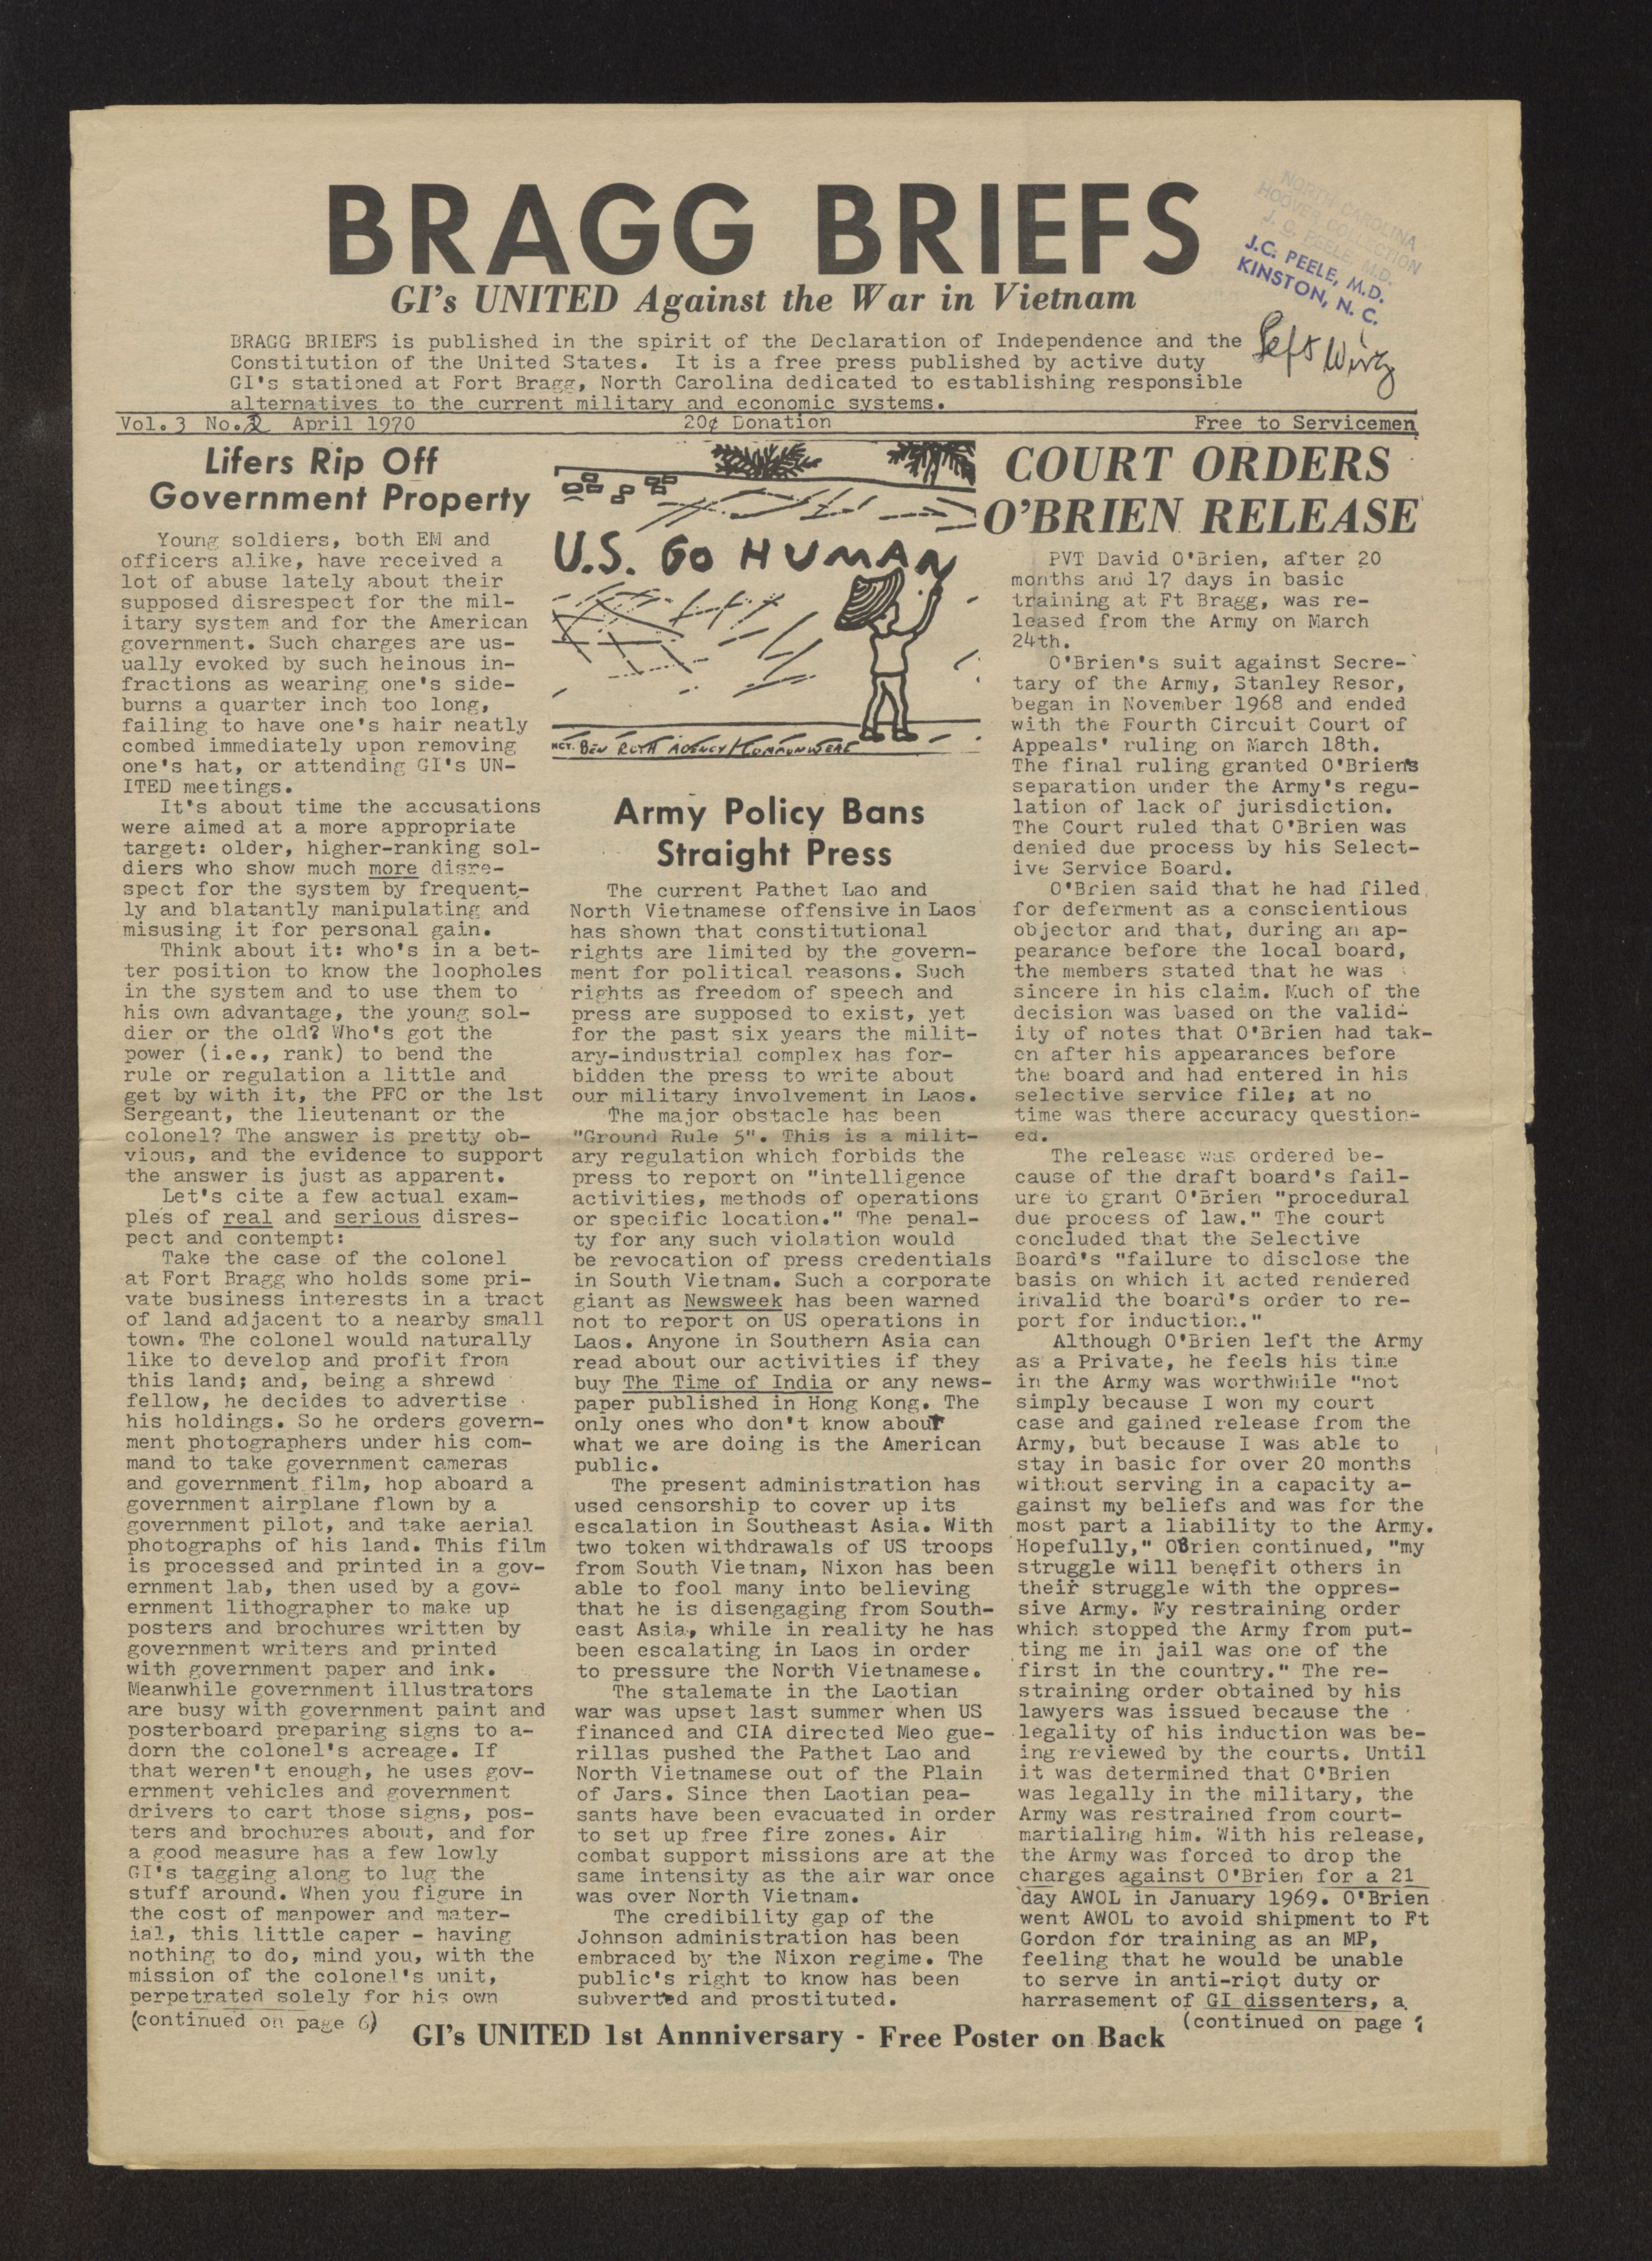 BRAGG BRIEFS
GI's UNITED Against the War in Vietnam
NORTH CAROLINA
HOOVER COLLECTION
J. C. PEELE, M.D.
J.C. PEELE, M.D.
KINSTON, N. C.
Left Wing
BRAGG BRIEFS is published in the spirit of the Declaration of Independence and the
Constitution of the United States. It is a free press published by active duty
GI's stationed at Fort Bragg, North Carolina dedicated to establishing responsible
alternatives to the current military and economic systems.
Vol. 3 No. 2 April 1970 20¢ Donation Free to Servicemen
Lifers Rip Off
Government Property
Young soldiers, both EM and
officers alike, have received a
lot of abuse lately about their
supposed disrespect for the mil-
itary system and for the American
government. Such charges are us-
ually evoked by such heinous in-
fractions as wearing one's side-
burns a quarter inch too long,
failing to have one's hair neatly
combed immediately upon removing
one's hat, or attending GI's UN-
ITED meetings.
It's about time the accusations
were aimed at a more appropriate
target: older, higher-ranking sol-
diers who show much more disre-
spect for the system by frequent-
ly and blatantly manipulating and
misusing it for personal gain.
Think about it: who's in a bet-
ter position to know the loopholes
in the system and to use them to
his own advantage, the young sol-
dier or the old? Who's got the
power (i.e., rank) to bend the
rule or regulation a little and
get by with it, the PFC or the 1st
Sergeant, the lieutenant or the
colonel? The answer is pretty ob-
vious, and the evidence to support
the answer is just as apparent.
Let's cite a few actual exam-
ples of real and serious disres-
pect and contempt:
Take the case of the colonel
at Fort Bragg who holds some pri-
vate business interests in a tract
of land adjacent to a nearby small
town. The colonel would naturally
like to develop and profit from
this land; and, being a shrewd
fellow, he decides to advertise
his holdings. So he orders govern-
ment photographers under his com-
mand to take government cameras
and government film, hop aboard a
government airplane flown by a
government pilot, and take aerial
photographs of his land. This film
is processed and printed in a gov-
ernment lab, then used by a gov-
ernment lithographer to make up
posters and brochures written by
government writers and printed
with government paper and ink.
Meanwhile government illustrators
are busy with government paint and
posterboard preparing signs to a-
dorn the colonel's acreage. If
that weren't enough, he uses gov-
ernment vehicles and government
drivers to cart those signs, pos-
ters and brochures about, and for
a good measure has a few lowly
GI's tagging along to lug the
stuff around. When you figure in
the cost of manpower and mater-
ial, this little caper - having
nothing to do, mind you, with the
mission of the colonel's unit,
perpetrated solely for his own
(continued on page 6)
U.S. GO HUMAN
BEN ROTH AGENCY/COMMONWEAL
Army Policy Bans
Straight Press
The current Pathet Lao and
North Vietnamese offensive in Laos
has shown that constitutional
rights are limited by the govern-
ment for political reasons. Such
rights as freedom of speech and
press are supposed to exist, yet
for the past six years the milit-
ary-industrial complex has for-
bidden the press to write about
our military involvement in Laos.
The major obstacle has been
"Ground Rule 5". This is a milit-
ary regulation which forbids the
press to report on "intelligence
activities, methods of operations
or specific location." The penal-
ty for any such violation would
be revocation of press credentials
in South Vietnam. Such a corporate
giant as Newsweek has been warned
not to report on US operations in
Laos. Anyone in Southern Asia can
read about our activities if they
buy The Time of India or any news-
paper published in Hong Kong. The
only ones who don't know about
what we are doing is the American
public.
The present administration has
used censorship to cover up its
escalation in Southeast Asia. With
two token withdrawals of US troops
from South Vietnam, Nixon has been
able to fool many into believing
that he is disengaging from South-
east Asia, while in reality he has
been escalating in Laos in order
to pressure the North Vietnamese.
The stalemate in the Laotian
war was upset last summer when US
financed and CIA directed Meo gue-
rillas pushed the Pathet Lao and
North Vietnamese out of the Plain
of Jars. Since then Laotian pea-
sants have been evacuated in order
to set up free fire zones. Air
combat support missions are at the
same intensity as the air war once
was over North Vietnam.
The credibility gap of the
Johnson administration has been
embraced by the Nixon regime. The
public's right to know has been
subverted and prostituted.
COURT ORDERS
O'BRIEN RELEASE
PVT David O'Brien, after 20
months and 17 days in basic
training at Ft Bragg, was re-
leased from the Army on March
24th.
O'Brien's suit against Secre-
tary of the Army, Stanley Resor,
began in November 1968 and ended
with the Fourth Circuit Court of
Appeals' ruling on March 18th.
The final ruling granted O'Briens
separation under the Army's regu-
lation of lack of jurisdiction.
The Court ruled that O'Brien was
denied due process by his Select-
ive Service Board.
O'Brien said that he had filed
for deferment as a conscientious
objector and that, during an ap-
pearance before the local board,
the members stated that he was
sincere in his claim. Much of the
decision was based on the valid-
ity of notes that O'Brien had tak-
en after his appearances before
the board and had entered in his
selective service file; at no
time was there accuracy question-
ed.
The release was ordered be-
cause of the draft board's fail-
ure to grant O'Brien "procedural
due process of law." The court
concluded that the Selective
Board's "failure to disclose the
basis on which it acted rendered
invalid the board's order to re-
port for induction."
Although O'Brien left the Army
as a Private, he feels his time
in the Army was worthwhile "not
simply because I won my court
case and gained release from the
Army, but because I was able to
stay in basic for over 20 months
without serving in a capacity a-
gainst my beliefs and was for the
most part a liability to the Army.
Hopefully," O'Brien continued, "my
struggle will benefit others in
their struggle with the oppres-
sive Army. My restraining order
which stopped the Army from put-
ting me in jail was one of the
first in the country." The re-
straining order obtained by his
lawyers was issued because the
legality of his induction was be-
ing reviewed by the courts. Until
it was determined that O'Brien
was legally in the military, the
Army was restrained from court-
martialing him. With his release,
the Army was forced to drop the
charges against O'Brien for a 21
day AWOL in January 1969. O'Brien
went AWOL to avoid shipment to Ft
Gordon for training as an MP,
feeling that he would be unable
to serve in anti-riot duty or
harrasement of GI dissenters, a
(continued on page
GI's UNITED 1st Annniversary - Free Poster on Back